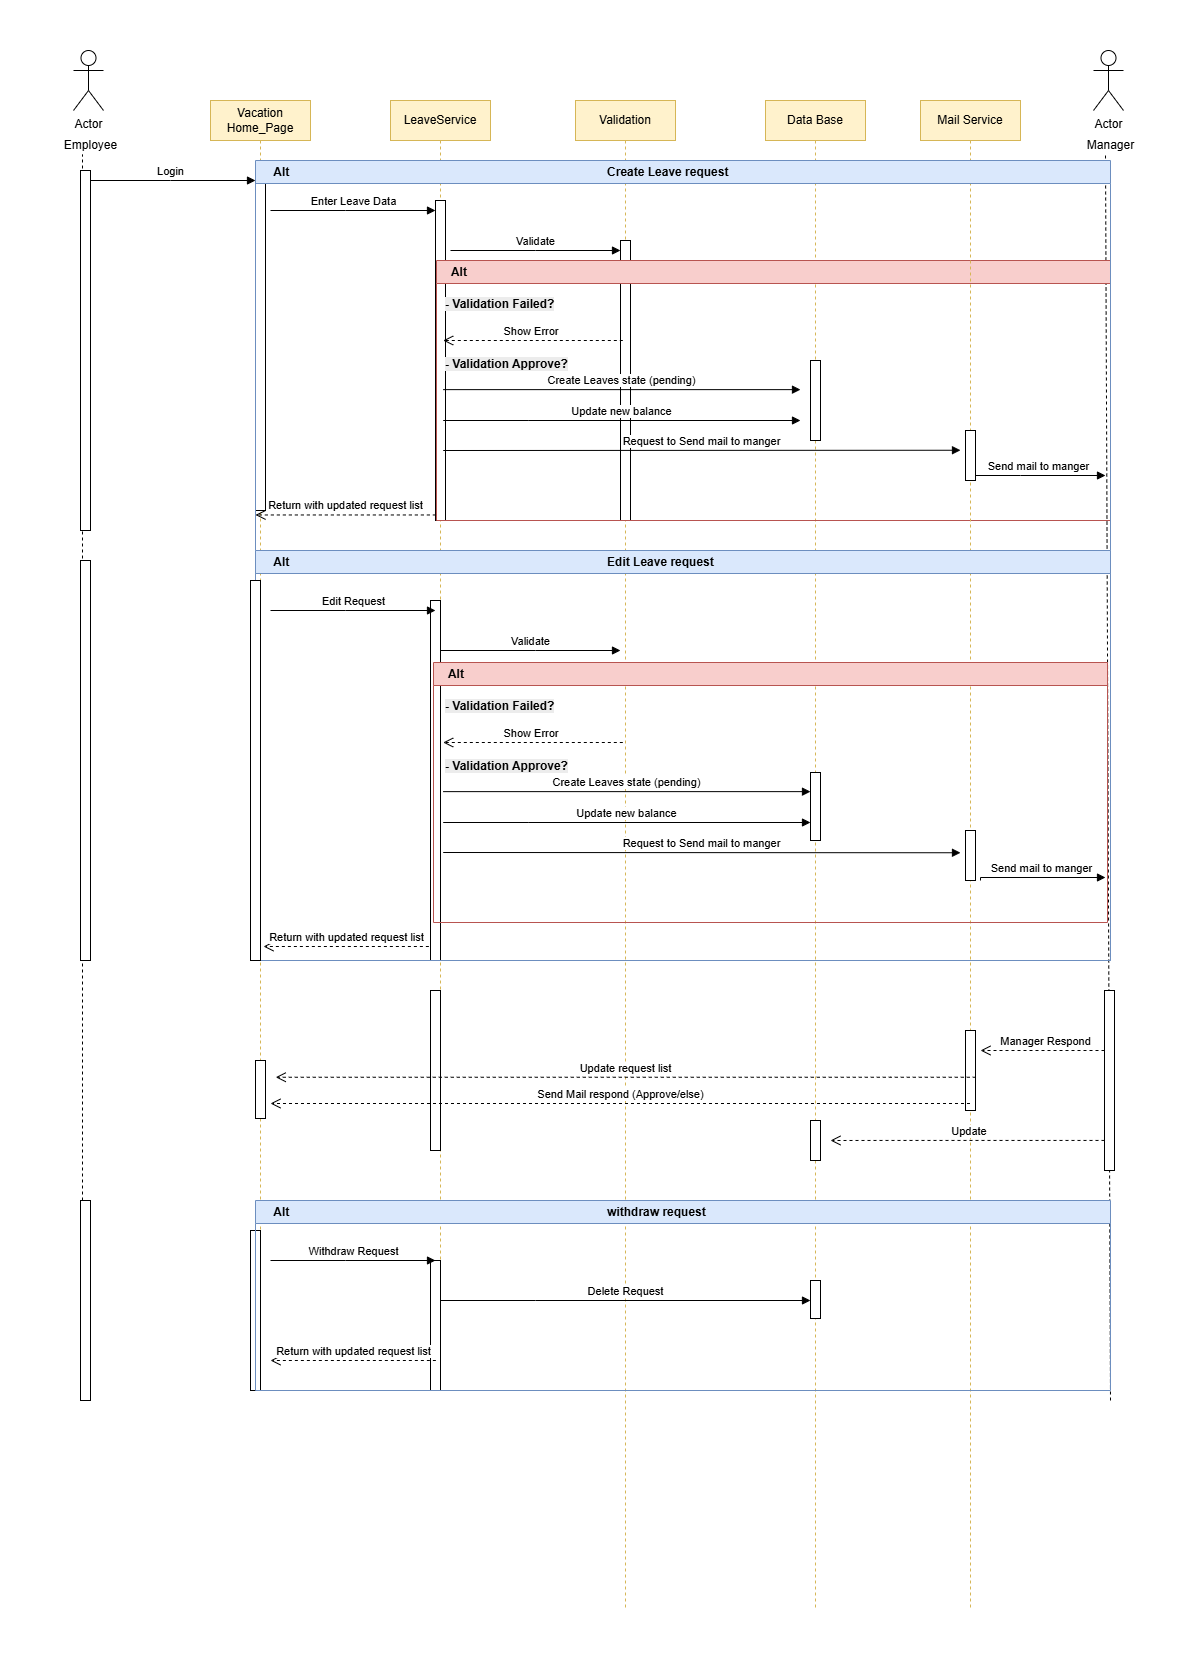 Actor
Employee
Vacation
Home_Page
LeaveService
Validation
Data Base
Mail Service
Actor
Manager
Login
Alt
Create Leave request
Enter Leave Data
Validate
Alt
- Validation Failed?
Show Error
- Validation Approve?
Create Leaves state (pending)
Update new balance
Request to Send mail to manger
Send mail to manger
Return with updated request list
Alt
Edit Leave request
Edit Request
Validate
Alt
- Validation Failed?
Show Error
- Validation Approve?
Create Leaves state (pending)
Update new balance
Request to Send mail to manger
Send mail to manger
Return with updated request list
Manager Respond
Update request list
Send Mail respond (Approve/else)
Update
Alt
withdraw request
Withdraw Request
Delete Request
Return with updated request list